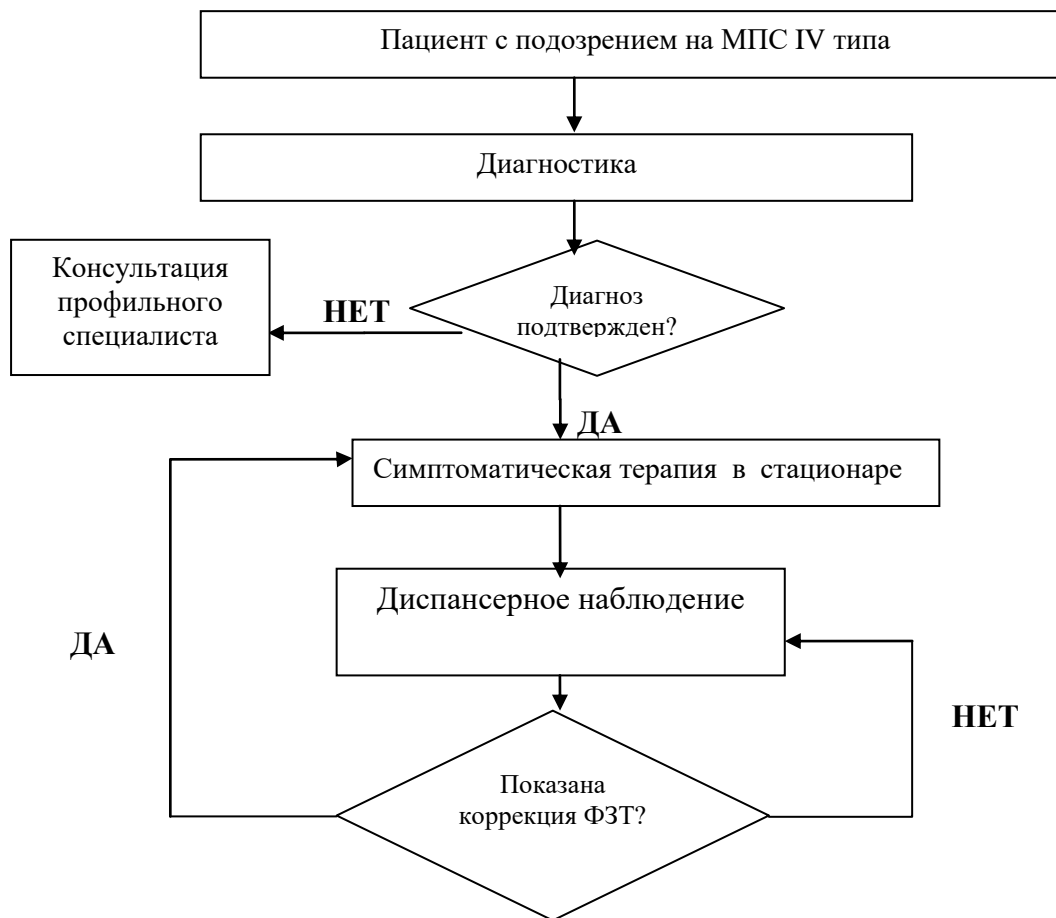 Пациент с подозрением на МПС IV типа
Диагностика
Консультация
профильного
специалиста
НЕТ
Диагноз
подтвержден?
ДА
Симптоматическая терапия в стационаре
Диспансерное наблюдение
ДА
НЕТ
Показана
коррекция ФЗТ?